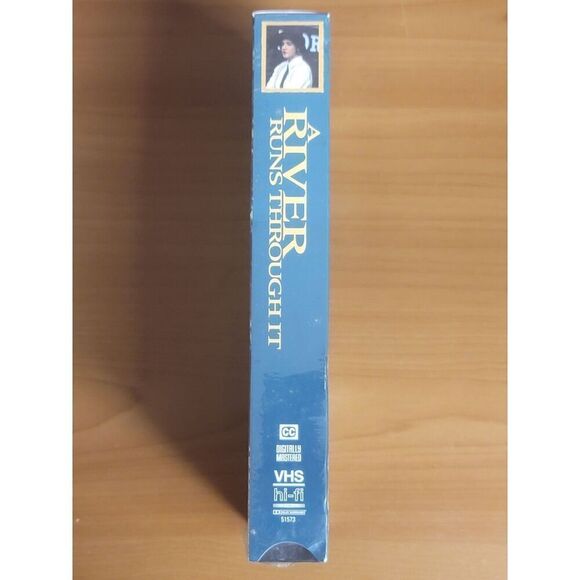 A
RIVER
RUNS THROUGH IT
CC
DIGITALLY
MASTERED
VHS
hi-fi
51573